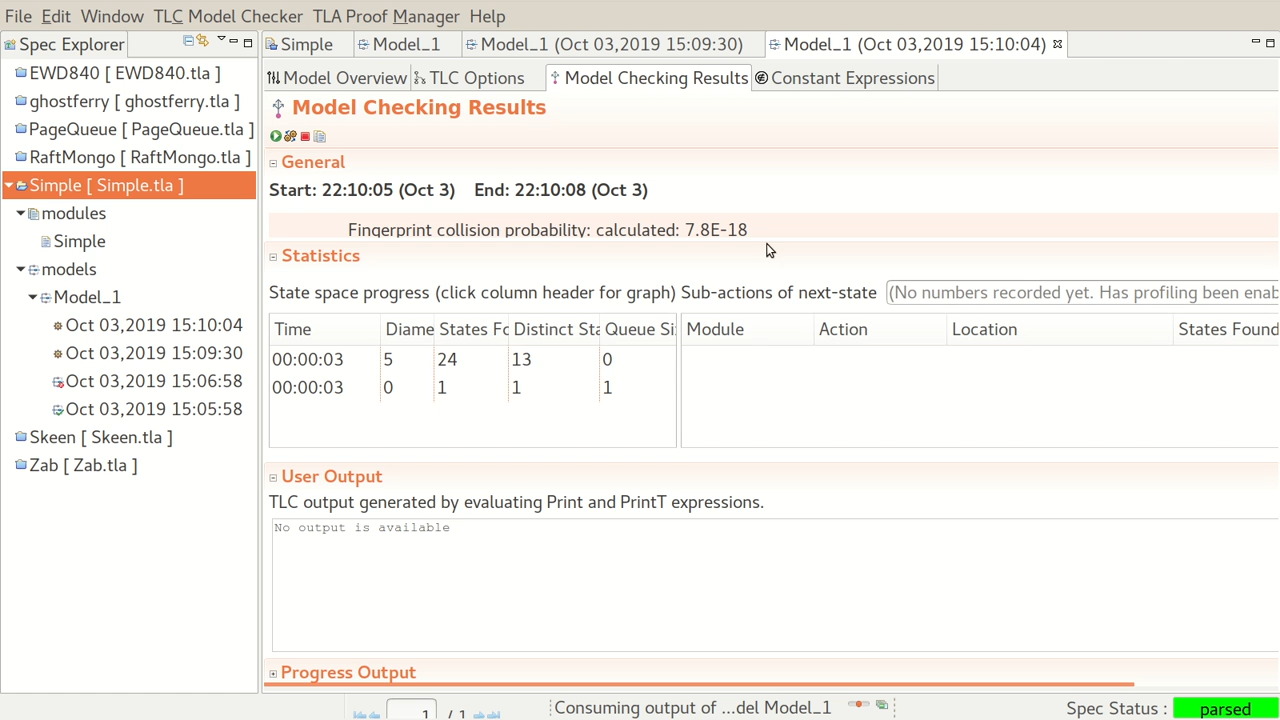 File Edit Window TLC Model Checker TLA Proof Manager Help
Spec Explorer
Simple Model_1 Model_1 (Oct 03,2019 15:09:30) Model_1 (Oct 03,2019 15:10:04)
EWD840 [ EWD840.tla ]
ghostferry [ ghostferry.tla ]
PageQueue [ PageQueue.tla ]
RaftMongo [ RaftMongo.tla ]
Simple [ Simple.tla ]
modules
Simple
models
Model_1
Oct 03,2019 15:10:04
Oct 03,2019 15:09:30
Oct 03,2019 15:06:58
Oct 03,2019 15:05:58
Skeen [ Skeen.tla ]
Zab [ Zab.tla ]
Model Overview TLC Options Model Checking Results Constant Expressions
Model Checking Results
General
Start: 22:10:05 (Oct 3) End: 22:10:08 (Oct 3)
Fingerprint collision probability: calculated: 7.8E-18
Statistics
State space progress (click column header for graph) Sub-actions of next-state (No numbers recorded yet. Has profiling been enab
Time Diame States Fo Distinct Sta Queue Si Module Action Location States Found
00:00:03 5 24 13 0
00:00:03 0 1 1 1
User Output
TLC output generated by evaluating Print and PrintT expressions.
No output is available
Progress Output
1 / 1 Consuming output of ...del Model_1 Spec Status : parsed